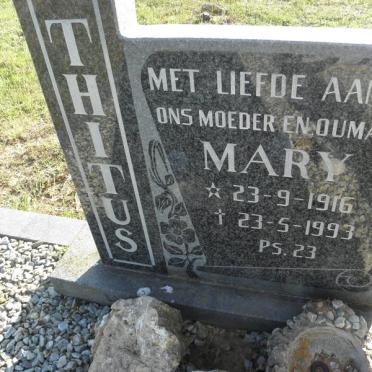 THITUS
MET LIEFDE AAN
ONS MOEDER EN OUMA
MARY
☆ 23-9-1916
† 23-5-1993
PS. 23